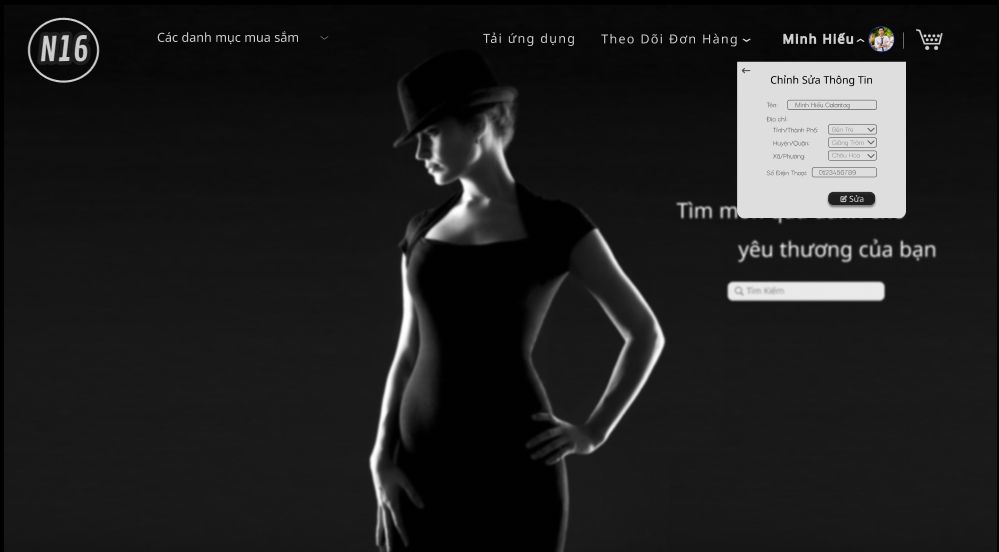 N16
Các danh mục mua sắm
Tải ứng dụng
Theo Dõi Đơn Hàng
Minh Hiếu
Chỉnh Sửa Thông Tin
Tên:
Minh Hiếu Calantog
Địa chỉ:
Tỉnh/Thành Phố
Bến Tre
Huyện/Quận:
Giồng Trôm
Xã/Phường
Châu Hòa
Số Điện Thoại:
0123456789
Sửa
Tìm
yêu thương của bạn
Tìm Kiếm